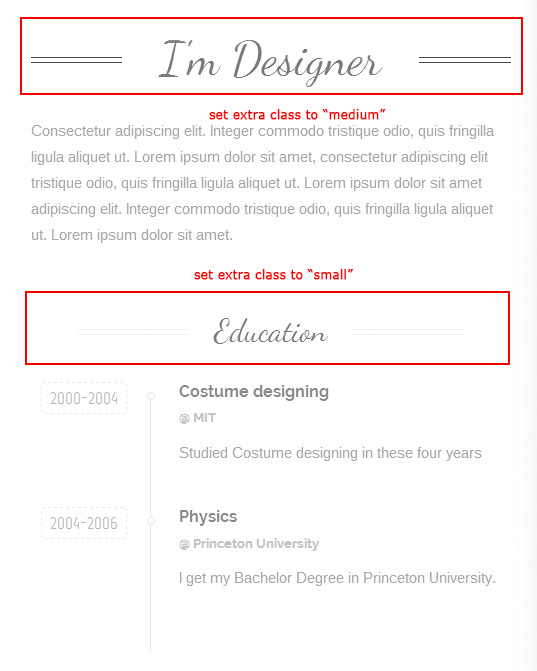 I'm Designer
set extra class to “medium”
Consectetur adipiscing elit. Integer commodo tristique odio, quis fringilla
ligula aliquet ut. Lorem ipsum dolor sit amet, consectetur adipiscing elit
tristique odio, quis fringilla ligula aliquet ut. Lorem ipsum dolor sit amet
adipiscing elit. Integer commodo tristique odio, quis fringilla ligula aliquet
ut. Lorem ipsum dolor sit amet.
set extra class to “small”
Education
2000-2004
Costume designing
@ MIT
Studied Costume designing in these four years
2004-2006
Physics
@ Princeton University
I get my Bachelor Degree in Princeton University.